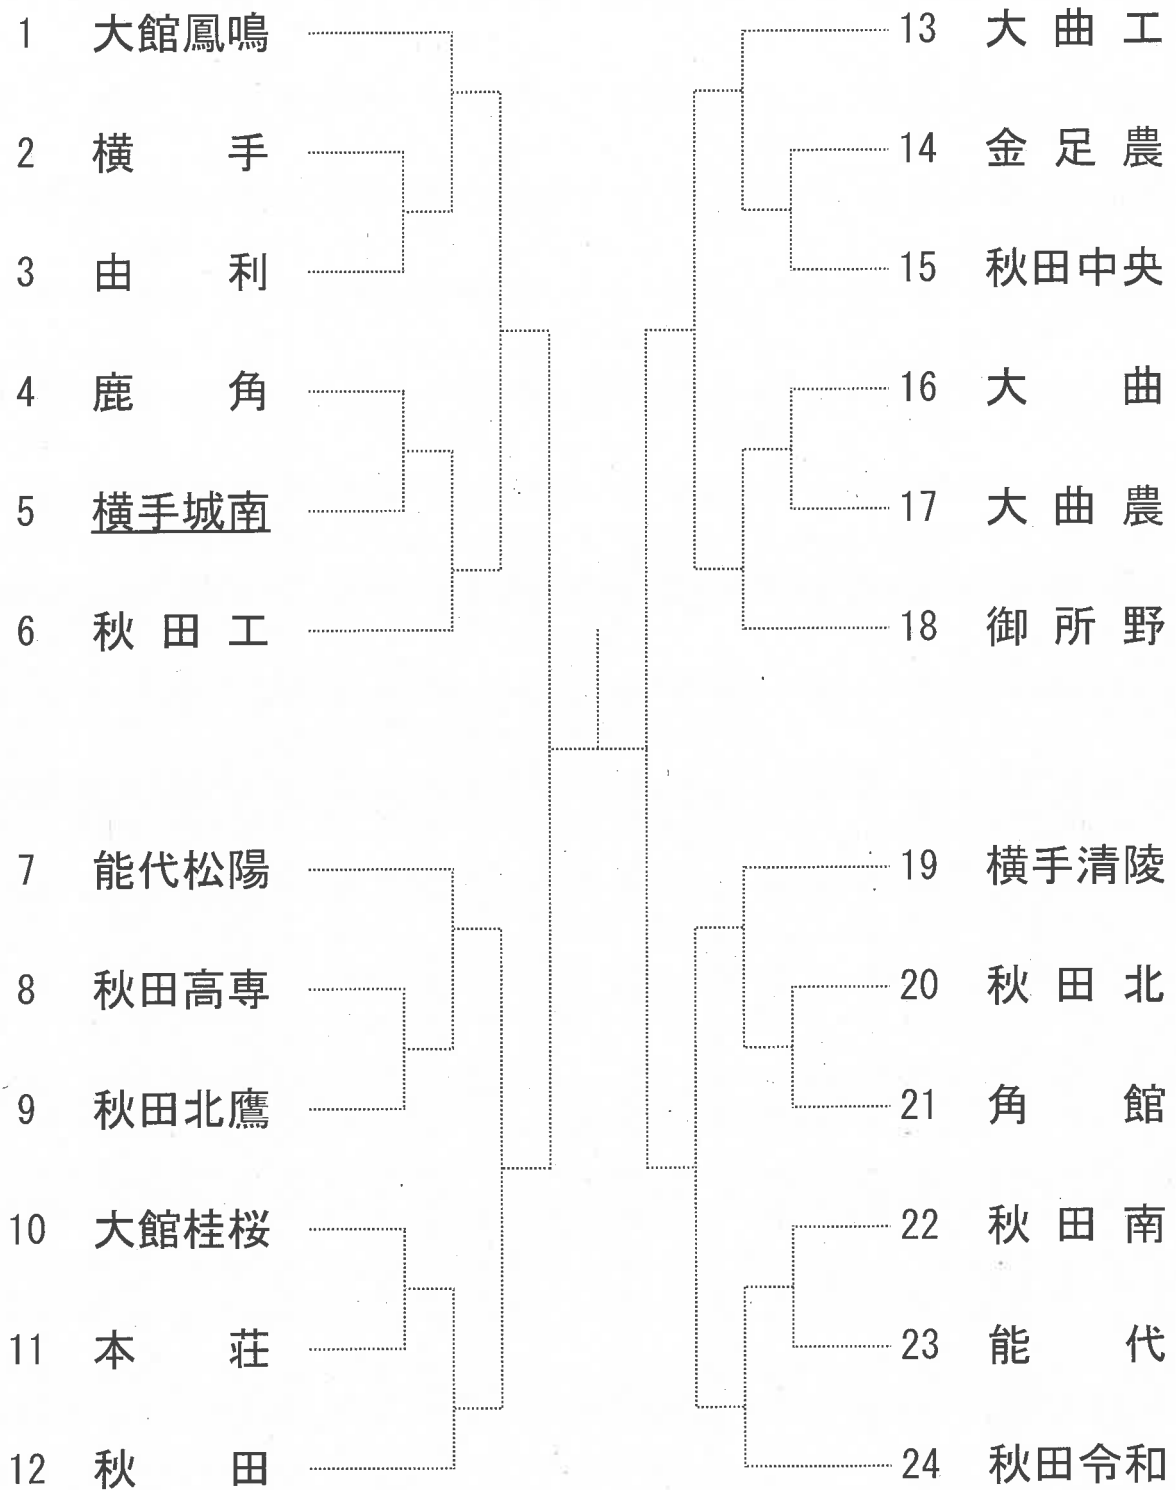 1 大館鳳鳴
2 横手
3 由利
4 鹿角
5 横手城南
6 秋田工
7 能代松陽
8 秋田高専
9 秋田北鷹
10 大館桂桜
11 本荘
12 秋田
13 大曲工
14 金足農
15 秋田中央
16 大曲
17 大曲農
18 御所野
19 横手清陵
20 秋田北
21 角館
22 秋田南
23 能代
24 秋田令和